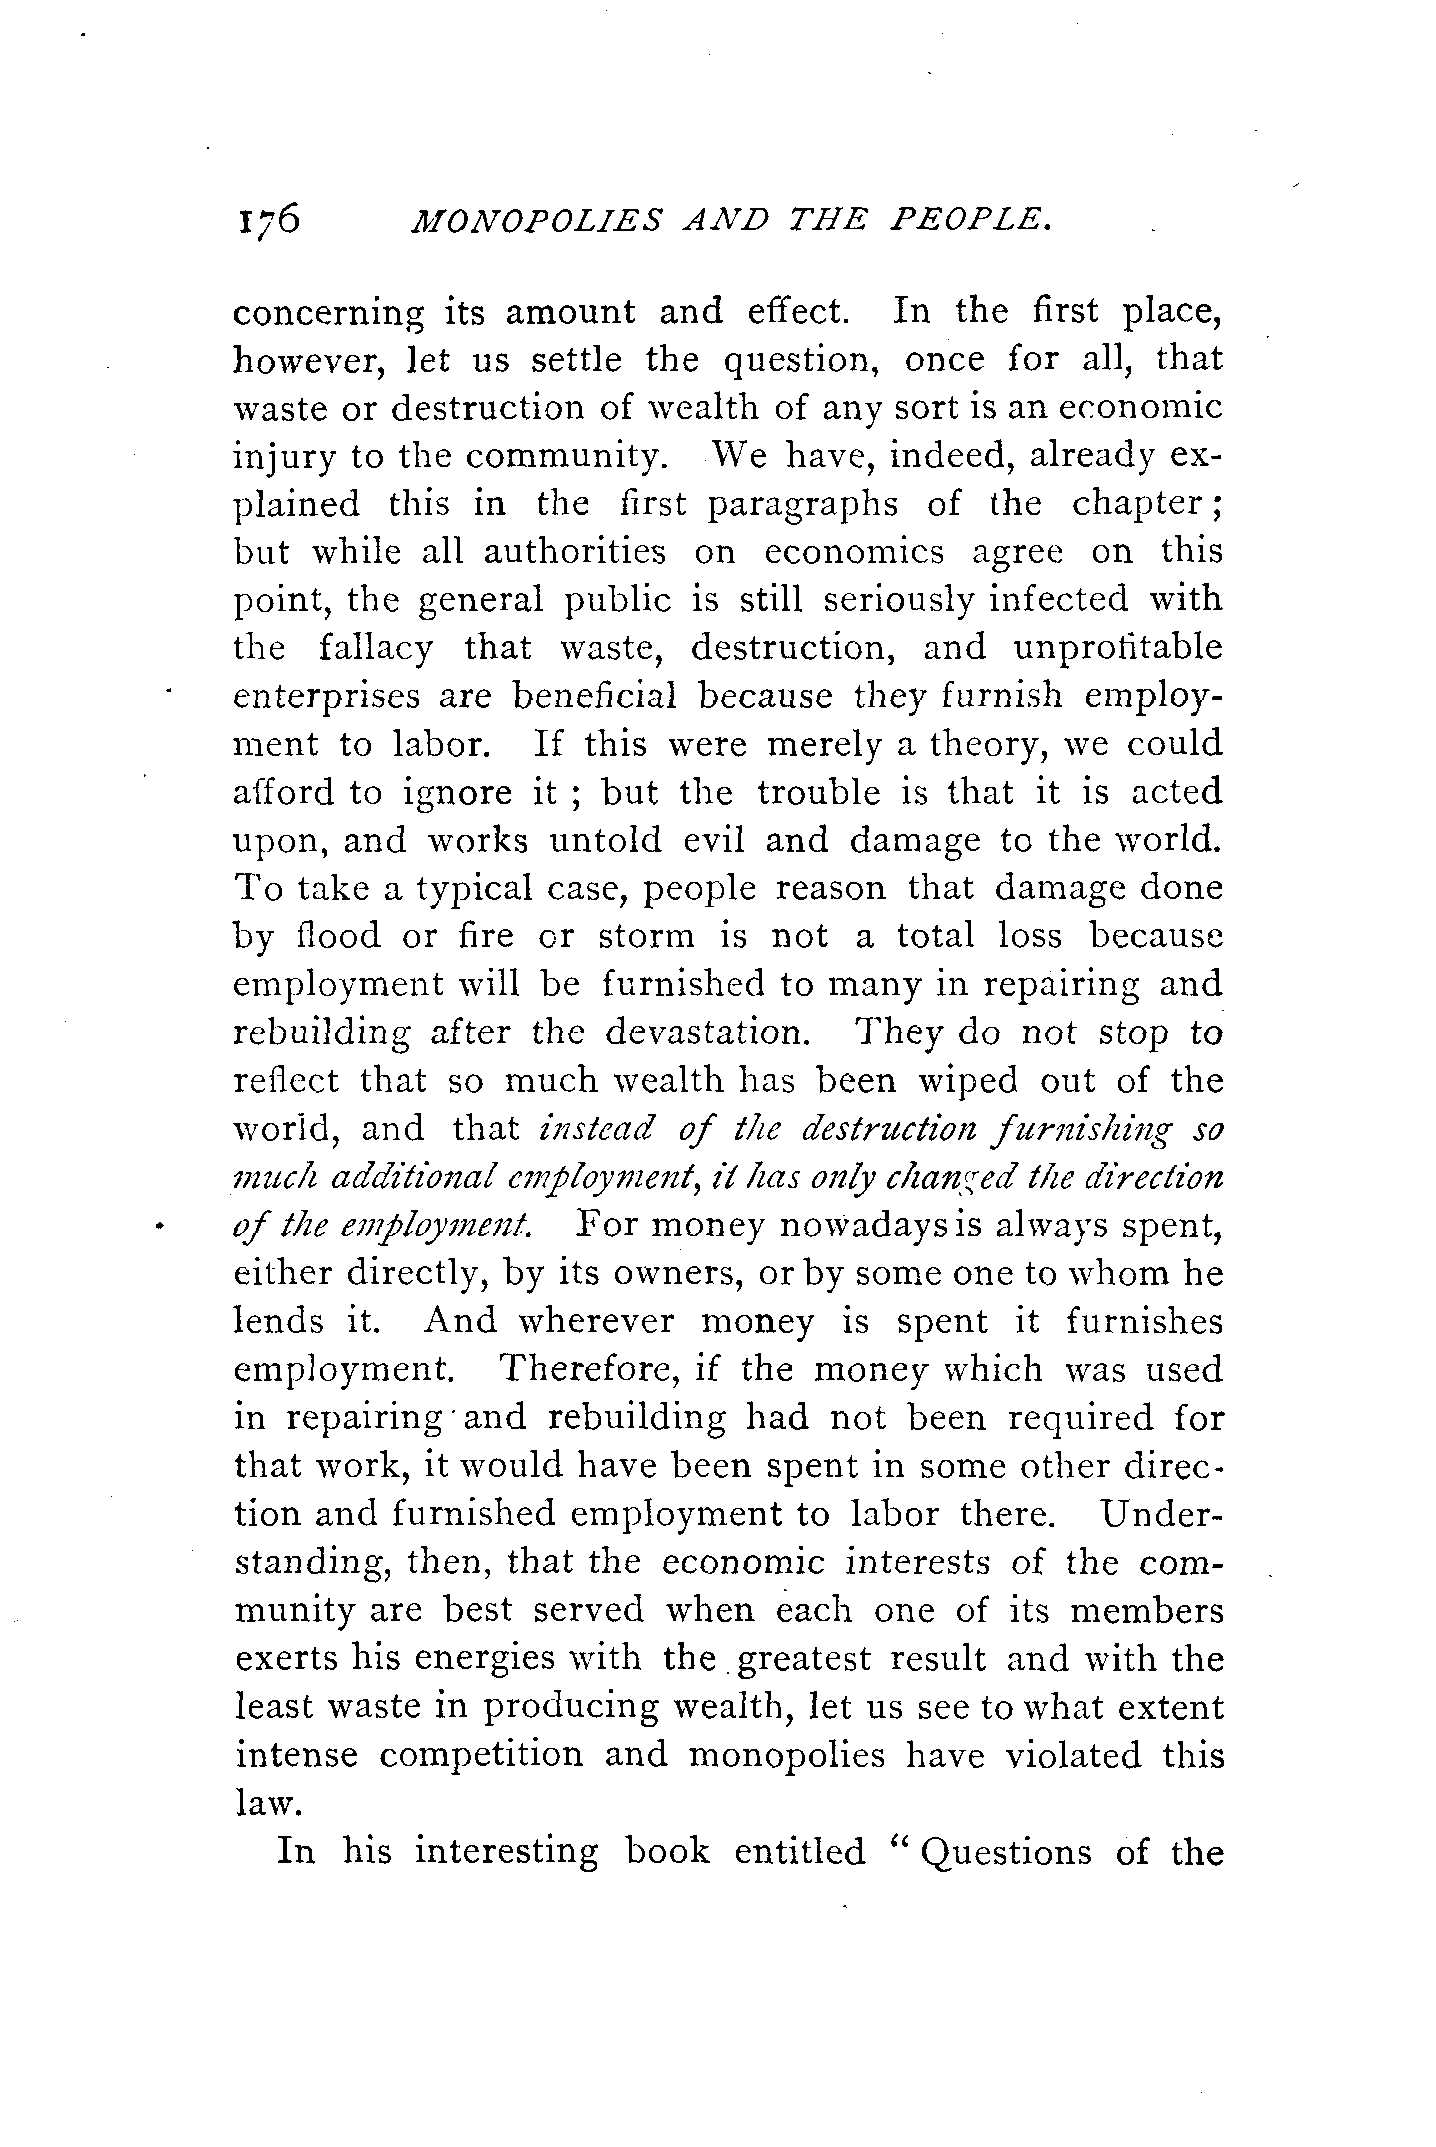 176 MONOPOLIES AND THE PEOPLE.
concerning its amount and effect. In the first place,
however, let us settle the question, once for all, that
waste or destruction of wealth of any sort is an economic
injury to the community. We have, indeed, already ex-
plained this in the first paragraphs of the chapter ;
but while all authorities on economics agree on this
point, the general public is still seriously infected with
the fallacy that waste, destruction, and unprofitable
enterprises are beneficial because they furnish employ-
ment to labor. If this were merely a theory, we could
afford to ignore it ; but the trouble is that it is acted
upon, and works untold evil and damage to the world.
To take a typical case, people reason that damage done
by flood or fire or storm is not a total loss because
employment will be furnished to many in repairing and
rebuilding after the devastation. They do not stop to
reflect that so much wealth has been wiped out of the
world, and that instead of the destruction furnishing so
much additional employment, it has only changed the direction
of the employment. For money nowadays is always spent,
either directly, by its owners, or by some one to whom he
lends it. And wherever money is spent it furnishes
employment. Therefore, if the money which was used
in repairing and rebuilding had not been required for
that work, it would have been spent in some other direc-
tion and furnished employment to labor there. Under-
standing, then, that the economic interests of the com-
munity are best served when each one of its members
exerts his energies with the greatest result and with the
least waste in producing wealth, let us see to what extent
intense competition and monopolies have violated this
law.
In his interesting book entitled “ Questions of the